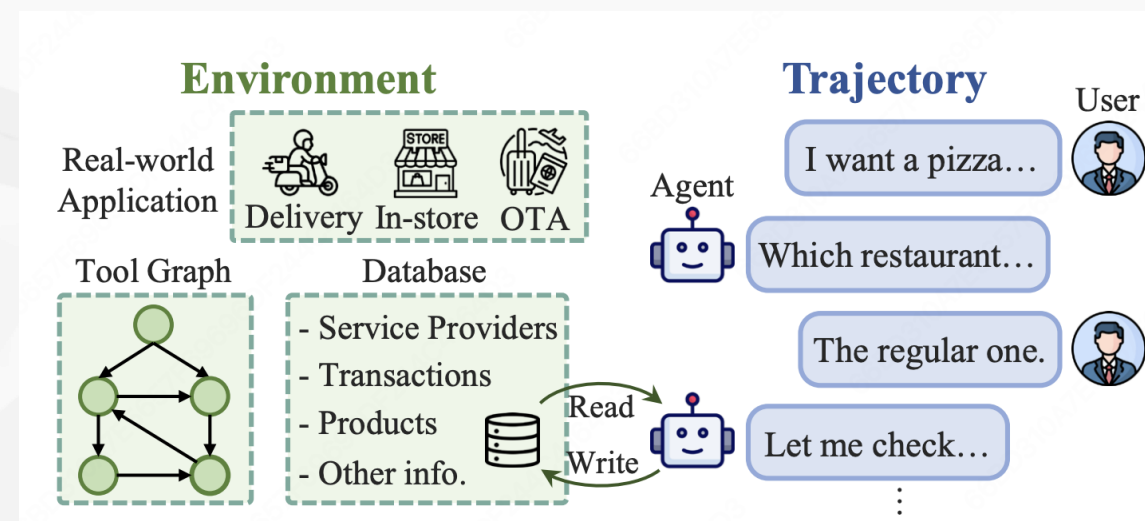 Environment
Real-world
Application
STORE
Delivery In-store OTA
Tool Graph
Database
- Service Providers
- Transactions
- Products
- Other info.
Read
Write
Trajectory
User
I want a pizza…
Agent
Which restaurant…
The regular one.
Let me check…
⋮